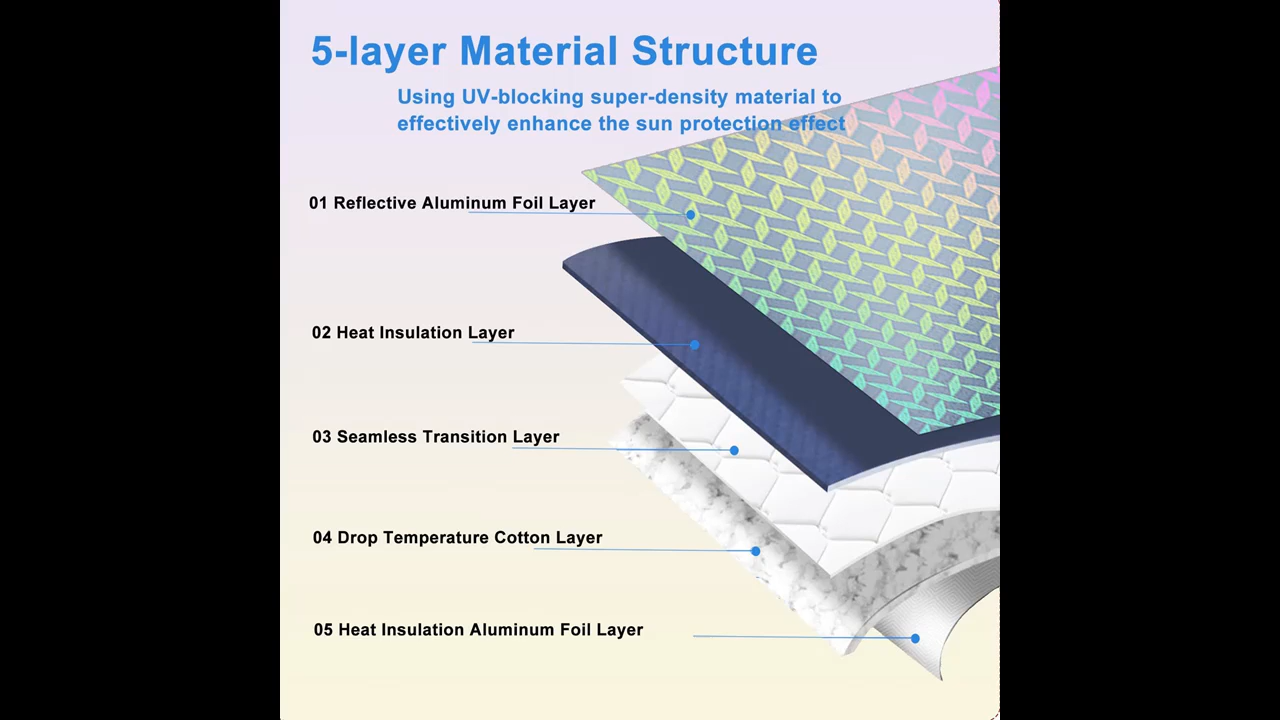 5-layer Material Structure
Using UV-blocking super-density material to
effectively enhance the sun protection effect
01 Reflective Aluminum Foil Layer
02 Heat Insulation Layer
03 Seamless Transition Layer
04 Drop Temperature Cotton Layer
05 Heat Insulation Aluminum Foil Layer